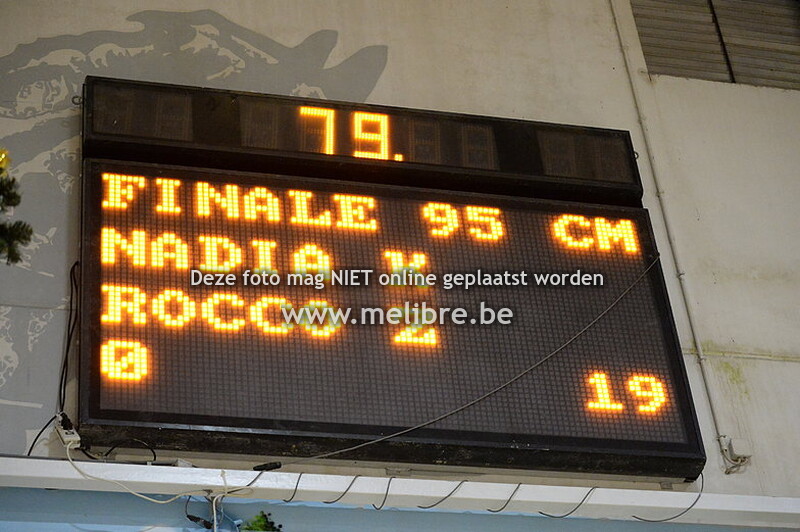 79.
FINALE 95 CM
NADIA V
Deze foto mag NIET online geplaatst worden
ROCCO Z
www.melibre.be
0 19